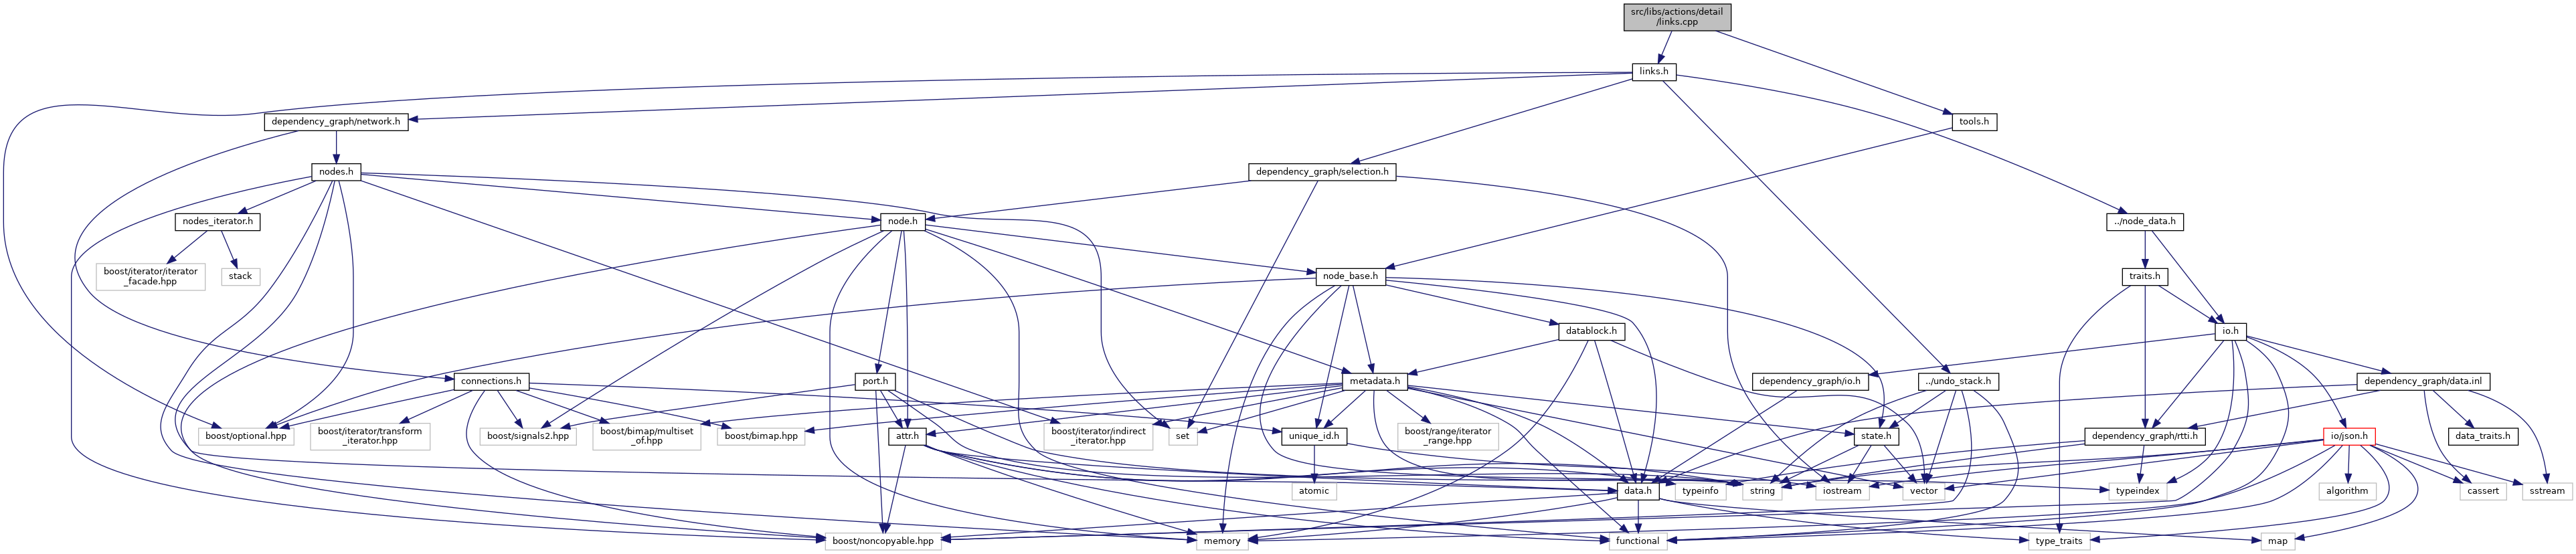 src/libs/actions/detail
/links.cpp
links.h
dependency_graph/network.h
tools.h
nodes.h
dependency_graph/selection.h
nodes_iterator.h
node.h
../node_data.h
boost/iterator/iterator
_facade.hpp
stack
node_base.h
traits.h
datablock.h
io.h
connections.h
port.h
metadata.h
dependency_graph/io.h
../undo_stack.h
dependency_graph/data.inl
boost/optional.hpp
boost/iterator/transform
_iterator.hpp
boost/signals2.hpp
boost/bimap/multiset
_of.hpp
boost/bimap.hpp
attr.h
boost/iterator/indirect
_iterator.hpp
set
unique_id.h
boost/range/iterator
_range.hpp
state.h
dependency_graph/rtti.h
io/json.h
data_traits.h
atomic
data.h
typeinfo
string
iostream
vector
typeindex
algorithm
cassert
sstream
boost/noncopyable.hpp
memory
functional
type_traits
map